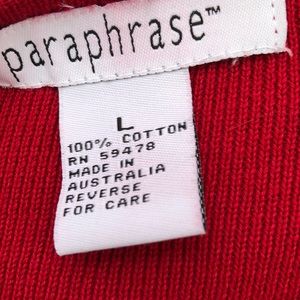 paraphrase™
L
100% COTTON
RN 59478
MADE IN
AUSTRALIA
REVERSE
FOR CARE